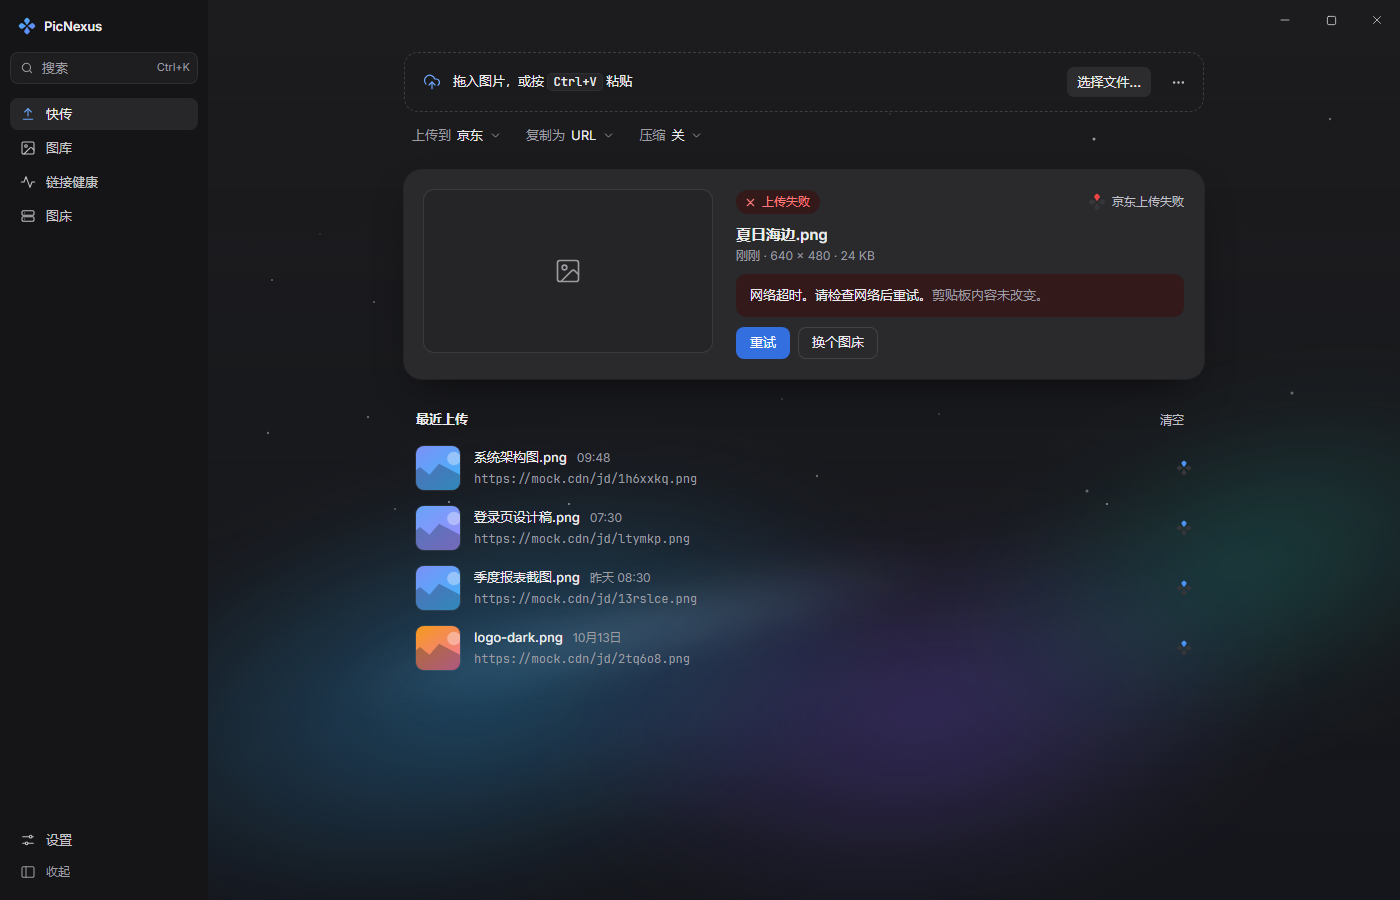 PicNexus
搜索 Ctrl+K
快传
图库
链接健康
图床
设置
收起
拖入图片，或按 Ctrl+V 粘贴 选择文件...
上传到 京东 复制为 URL 压缩 关
上传失败 京东上传失败
夏日海边.png
刚刚 · 640 × 480 · 24 KB
网络超时。请检查网络后重试。剪贴板内容未改变。
重试 换个图床
最近上传 清空
系统架构图.png 09:48
https://mock.cdn/jd/1h6xxkq.png
登录页设计稿.png 07:30
https://mock.cdn/jd/ltymkp.png
季度报表截图.png 昨天 08:30
https://mock.cdn/jd/13rslce.png
logo-dark.png 10月13日
https://mock.cdn/jd/2tq6o8.png